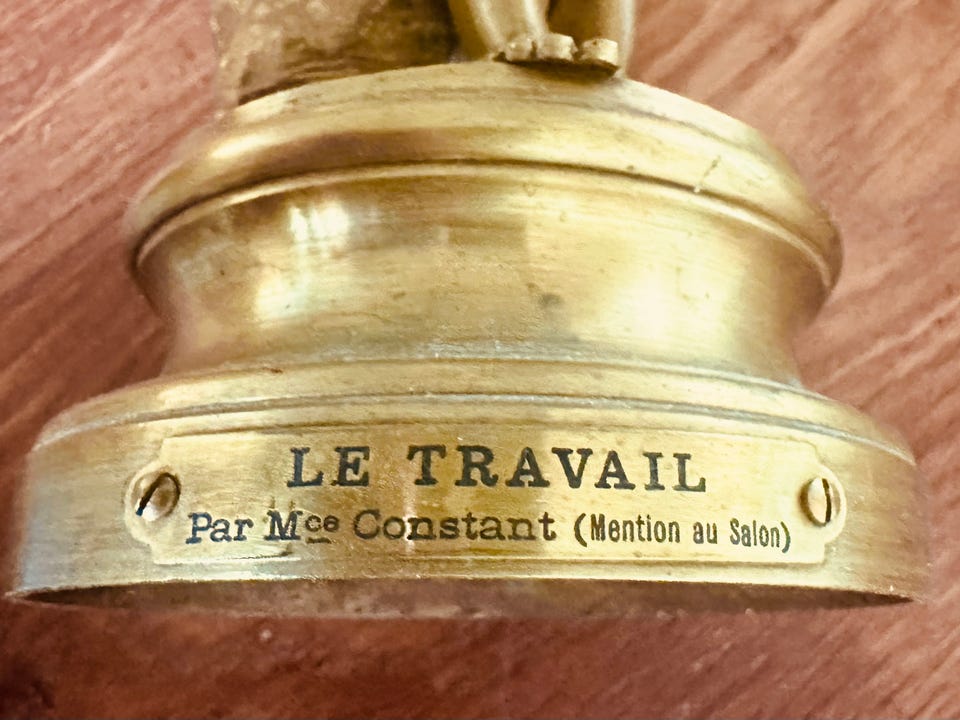 LE TRAVAIL
Par Mce Constant (Mention au Salon)